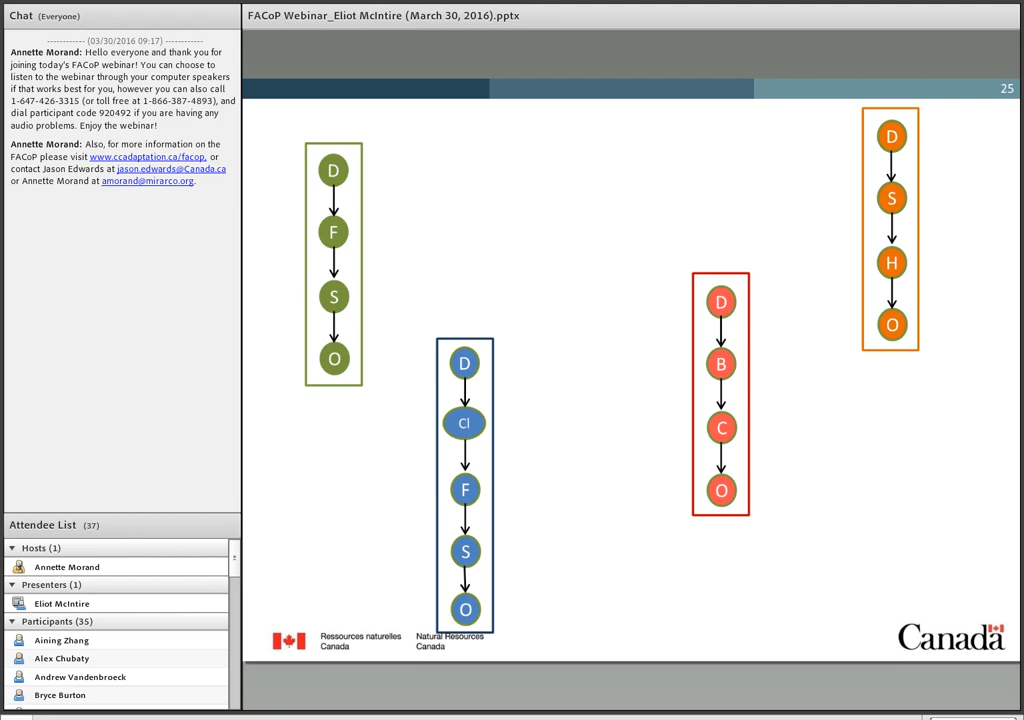 Chat (Everyone)
------------ (03/30/2016 09:17) ------------
Annette Morand: Hello everyone and thank you for
joining today's FACoP webinar! You can choose to
listen to the webinar through your computer speakers
if that works best for you, however you can also call
1-647-426-3315 (or toll free at 1-866-387-4893), and
dial participant code 920492 if you are having any
audio problems. Enjoy the webinar!
Annette Morand: Also, for more information on the
FACoP please visit www.ccadaptation.ca/facop, or
contact Jason Edwards at jason.edwards@Canada.ca
or Annette Morand at amorand@mirarco.org.
Attendee List (37)
Hosts (1)
Annette Morand
Presenters (1)
Eliot McIntire
Participants (35)
Aining Zhang
Alex Chubaty
Andrew Vandenbroeck
Bryce Burton
FACoP Webinar_Eliot McIntire (March 30, 2016).pptx
25
D
F
S
O
D
Cl
F
S
O
D
B
C
O
D
S
H
O
Ressources naturelles
Canada
Natural Resources
Canada
Canada